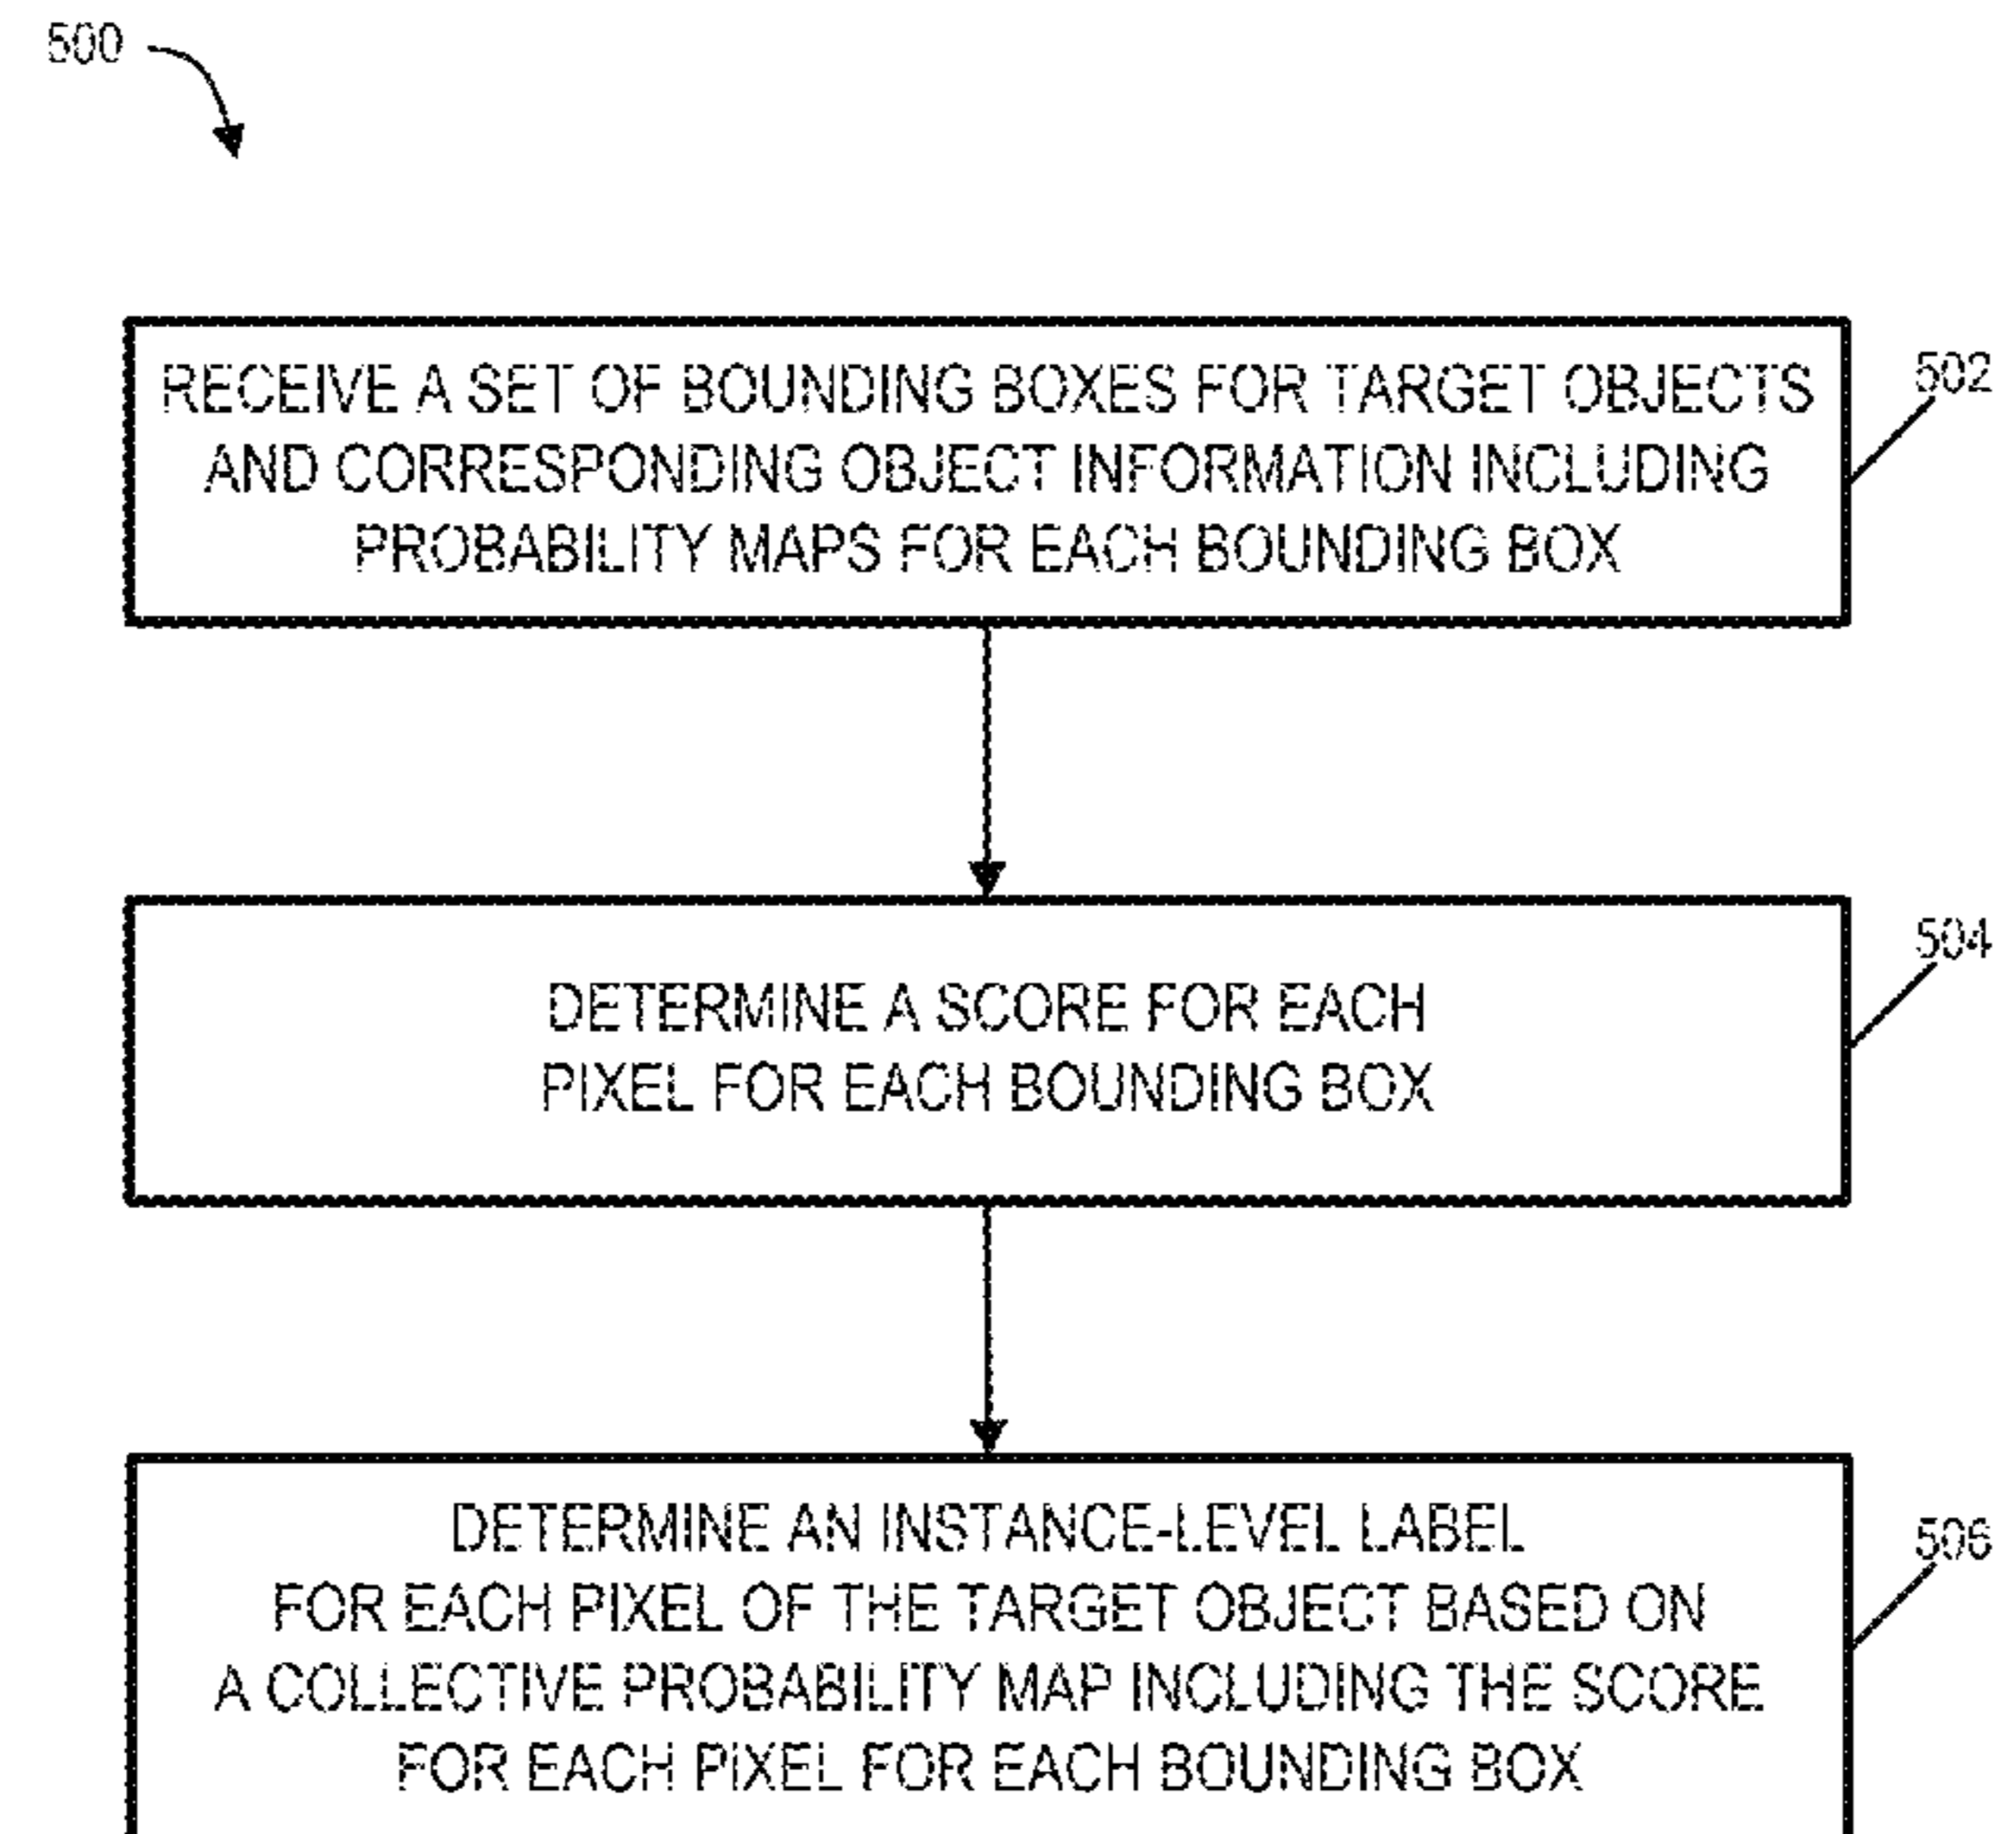 500
RECEIVE A SET OF BOUNDING BOXES FOR TARGET OBJECTS
AND CORRESPONDING OBJECT INFORMATION INCLUDING
PROBABILITY MAPS FOR EACH BOUNDING BOX
502
DETERMINE A SCORE FOR EACH
PIXEL FOR EACH BOUNDING BOX
504
DETERMINE AN INSTANCE-LEVEL LABEL
FOR EACH PIXEL OF THE TARGET OBJECT BASED ON
A COLLECTIVE PROBABILITY MAP INCLUDING THE SCORE
FOR EACH PIXEL FOR EACH BOUNDING BOX
506